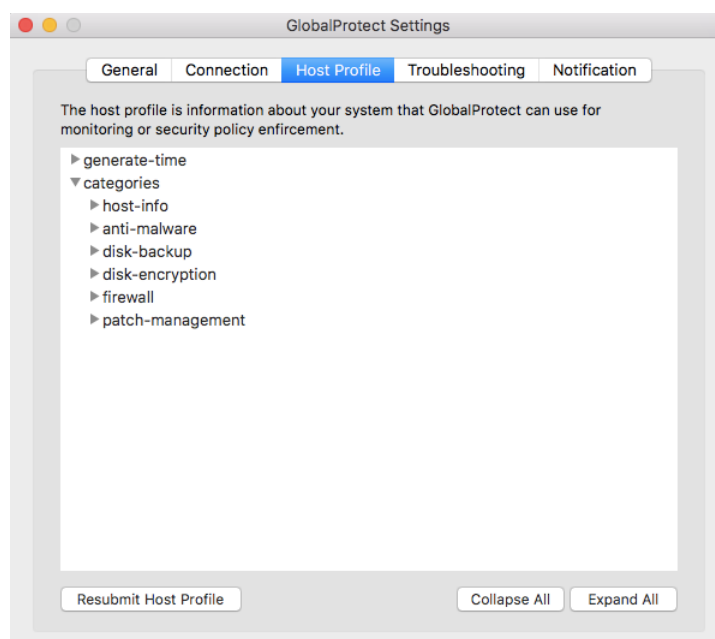 GlobalProtect Settings
General Connection Host Profile Troubleshooting Notification
The host profile is information about your system that GlobalProtect can use for
monitoring or security policy enfircement.
generate-time
categories
host-info
anti-malware
disk-backup
disk-encryption
firewall
patch-management
Resubmit Host Profile Collapse All Expand All